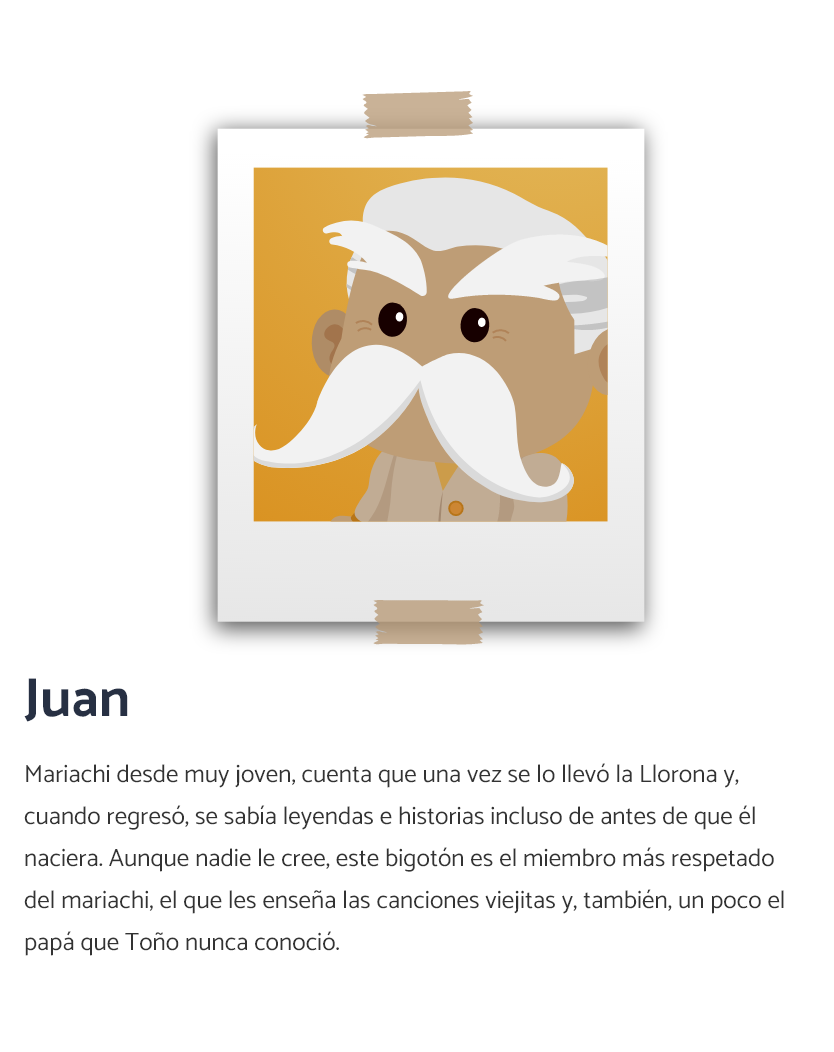 Juan
Mariachi desde muy joven, cuenta que una vez se lo llevó la Llorona y,
cuando regresó, se sabía leyendas e historias incluso de antes de que él
naciera. Aunque nadie le cree, este bigotón es el miembro más respetado
del mariachi, el que les enseña las canciones viejitas y, también, un poco el
papá que Toño nunca conoció.